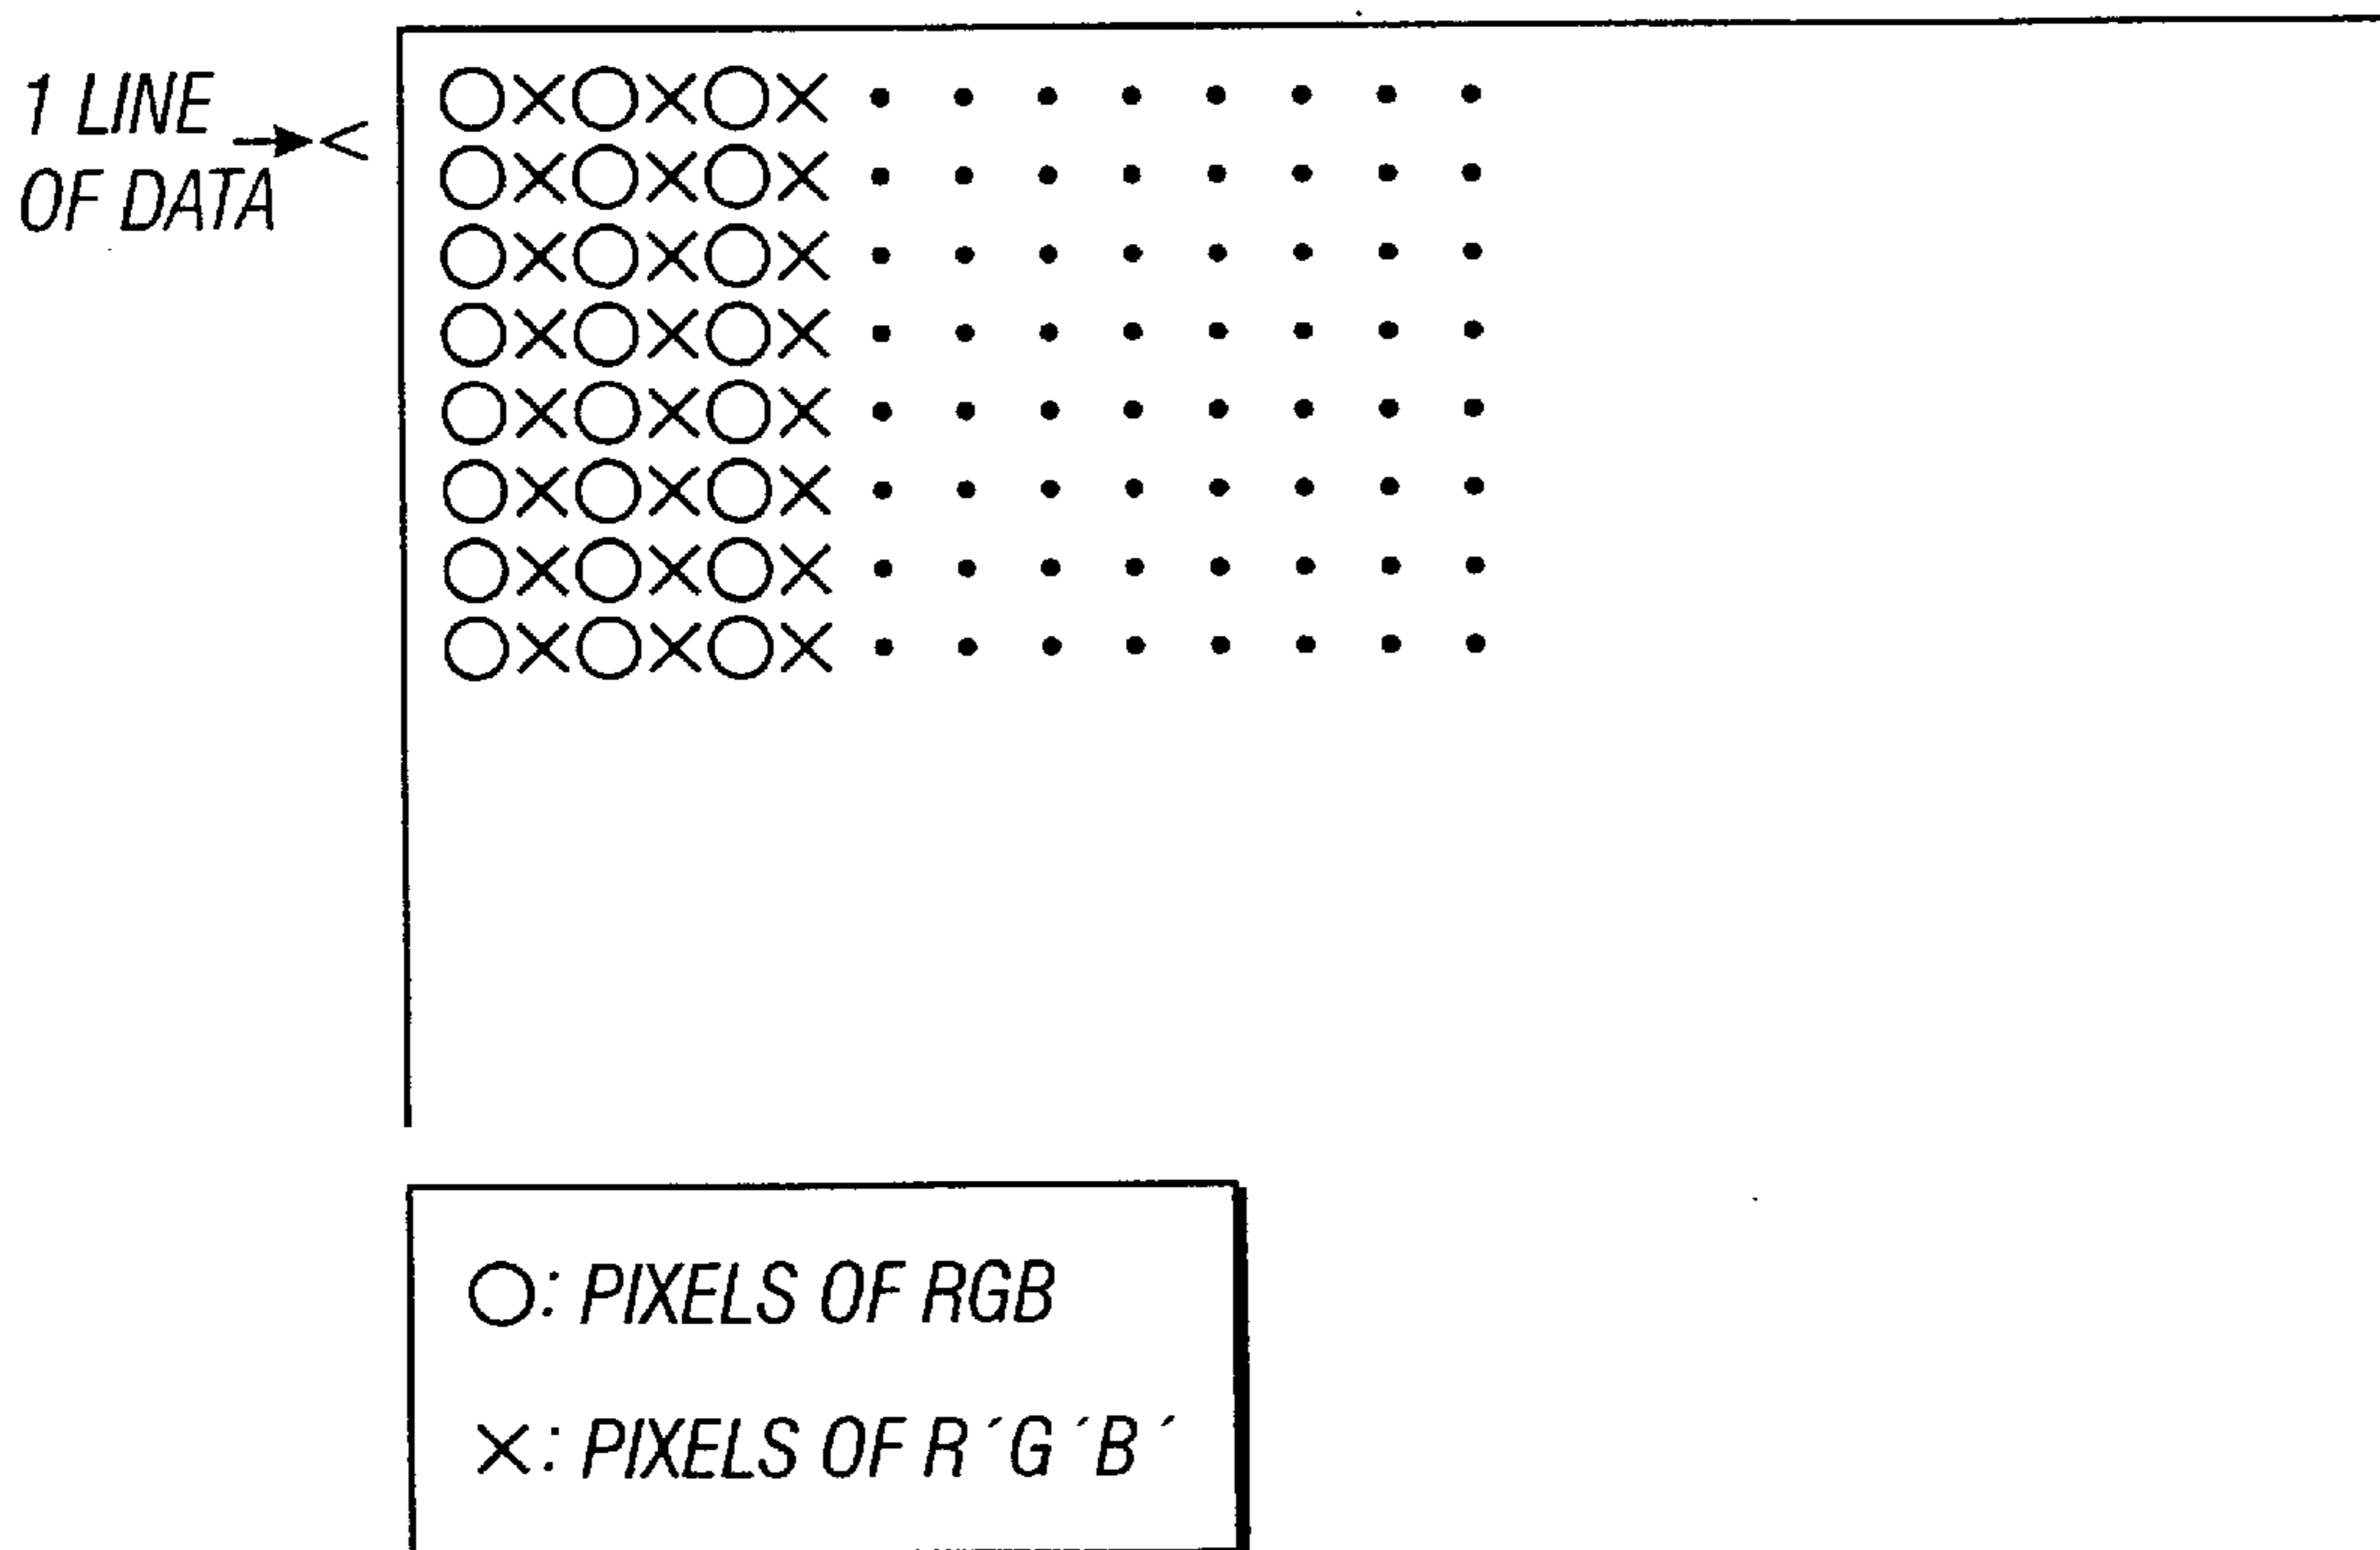 1 LINE
OF DATA
○: PIXELS OF RGB
×: PIXELS OF R´G´B´